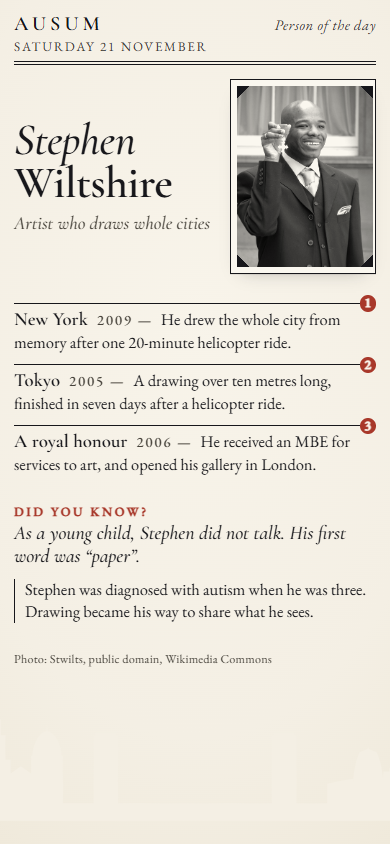 AUSUM
Person of the day
SATURDAY 21 NOVEMBER
Stephen
Wiltshire
Artist who draws whole cities
1
New York 2009 — He drew the whole city from
memory after one 20-minute helicopter ride.
2
Tokyo 2005 — A drawing over ten metres long,
finished in seven days after a helicopter ride.
3
A royal honour 2006 — He received an MBE for
services to art, and opened his gallery in London.
DID YOU KNOW?
As a young child, Stephen did not talk. His first
word was “paper”.
Stephen was diagnosed with autism when he was three.
Drawing became his way to share what he sees.
Photo: Stwilts, public domain, Wikimedia Commons